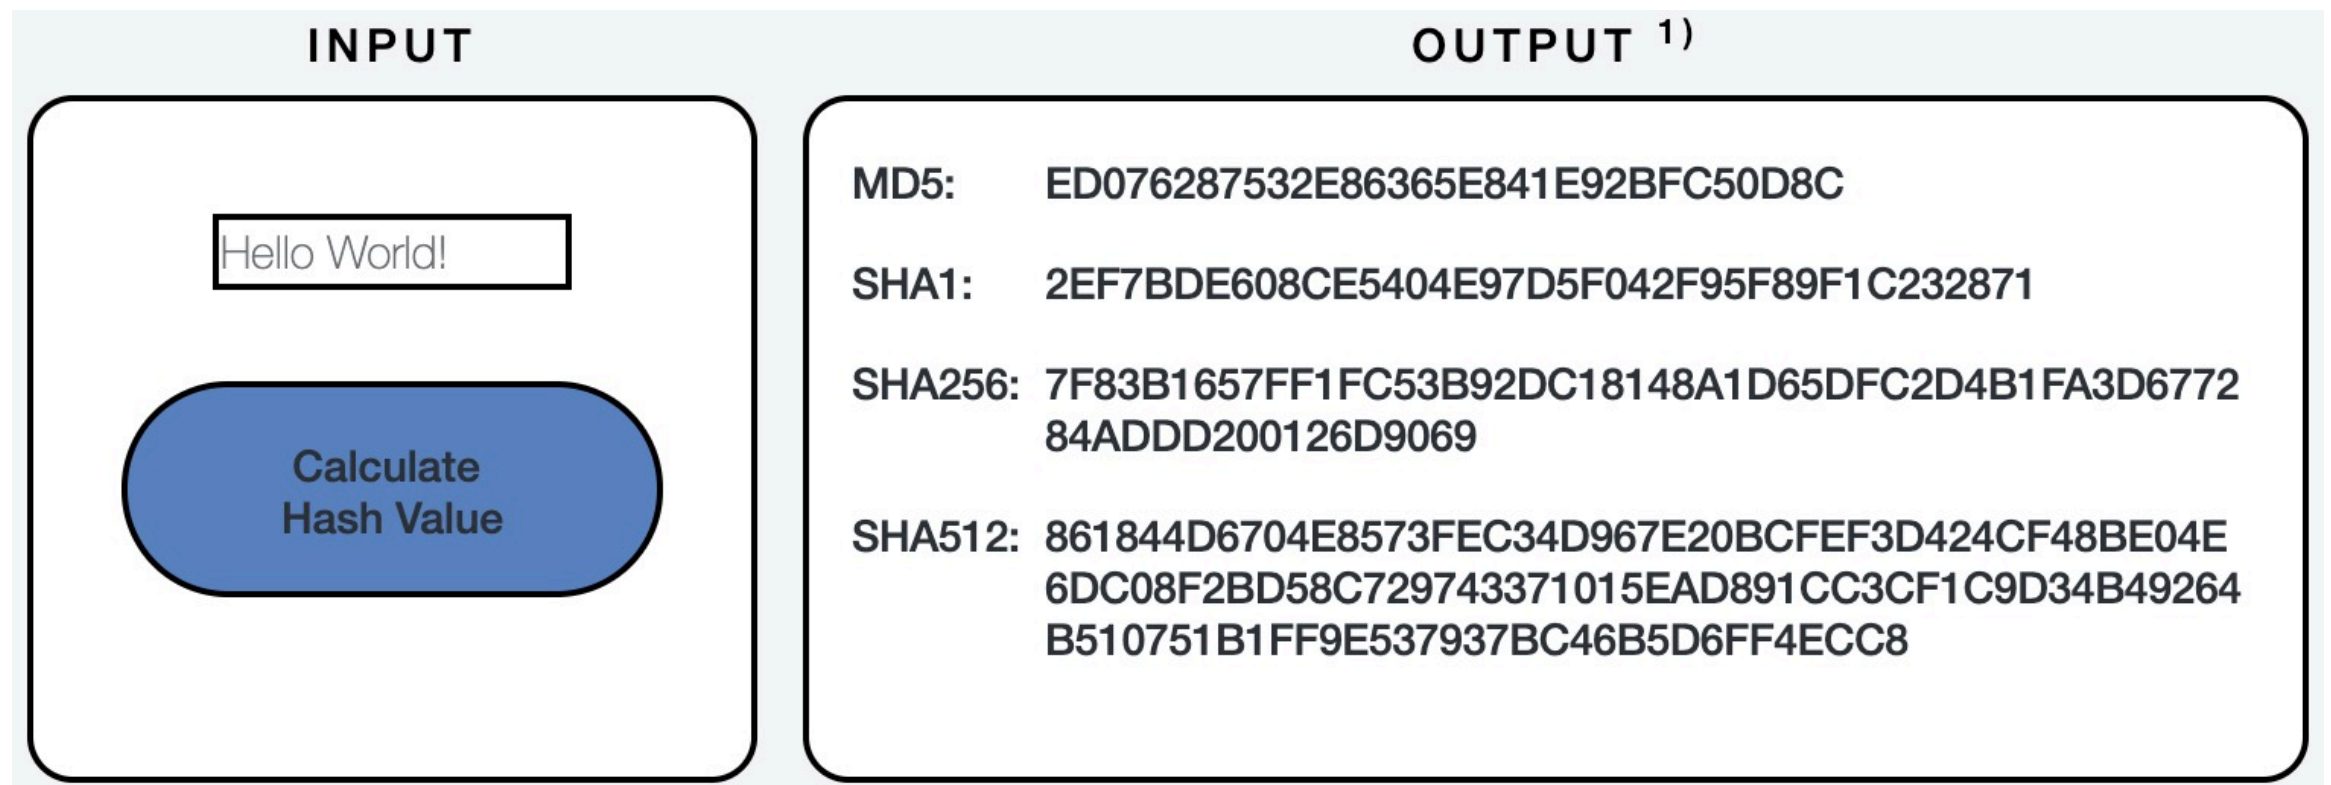 INPUT
Hello World!
Calculate
Hash Value
OUTPUT 1)
MD5: ED076287532E86365E841E92BFC50D8C
SHA1: 2EF7BDE608CE5404E97D5F042F95F89F1C232871
SHA256: 7F83B1657FF1FC53B92DC18148A1D65DFC2D4B1FA3D6772
84ADDD200126D9069
SHA512: 861844D6704E8573FEC34D967E20BCFEF3D424CF48BE04E
6DC08F2BD58C729743371015EAD891CC3CF1C9D34B49264
B510751B1FF9E537937BC46B5D6FF4ECC8